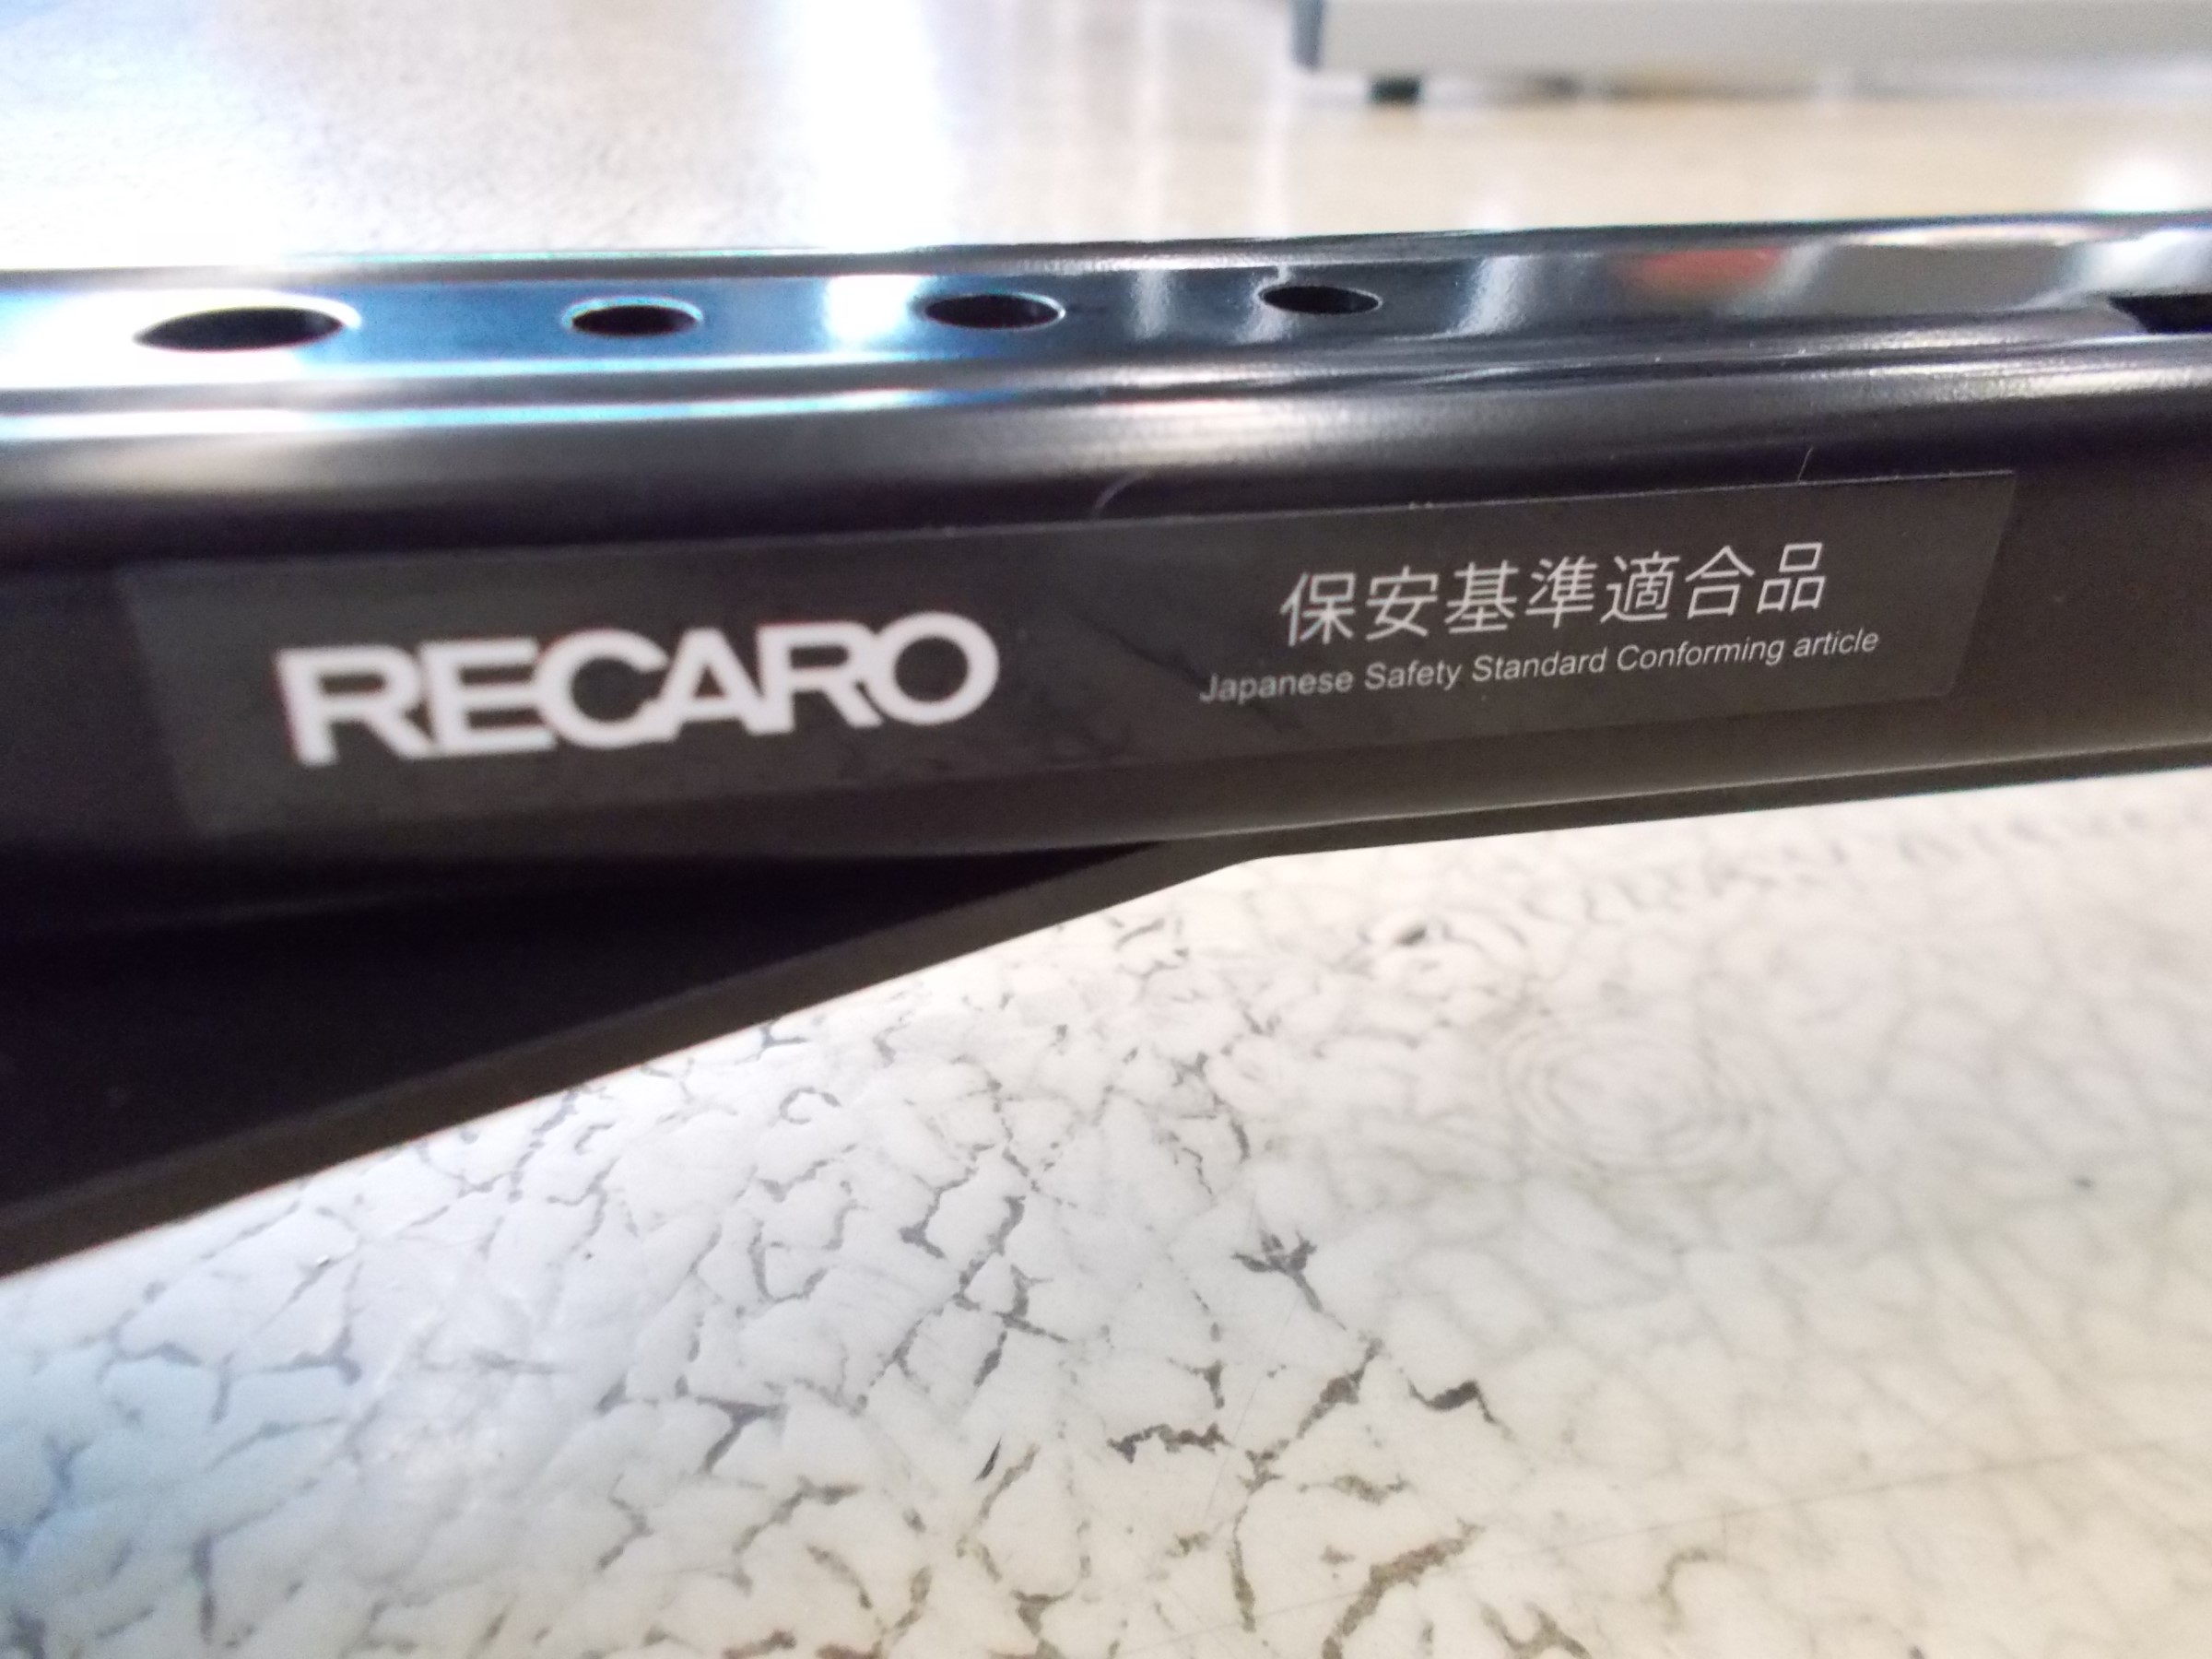 RECARO
保安基準適合品
Japanese Safety Standard Conforming article